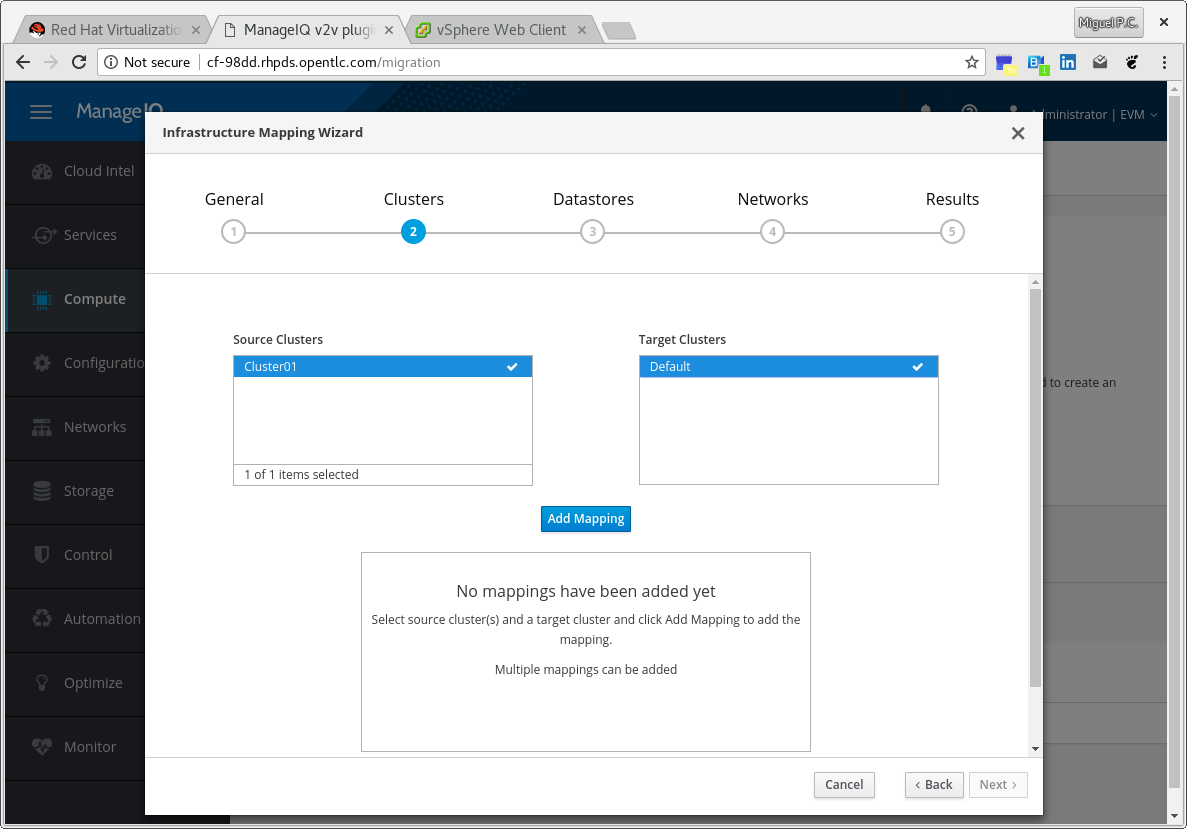 Red Hat Virtualizatio
ManageIQ v2v plugi
vSphere Web Client
Miguel P.C.
Not secure
cf-98dd.rhpds.opentlc.com/migration
1
ManageIQ
ministrator | EVM
Infrastructure Mapping Wizard
Cloud Intel
Services
Compute
Configuratio
Networks
Storage
Control
Automation
Optimize
Monitor
General
Clusters
Datastores
Networks
Results
1
2
3
4
5
Source Clusters
Target Clusters
Cluster01
Default
1 of 1 items selected
d to create an
Add Mapping
No mappings have been added yet
Select source cluster(s) and a target cluster and click Add Mapping to add the
mapping.
Multiple mappings can be added
Cancel
‹ Back
Next ›